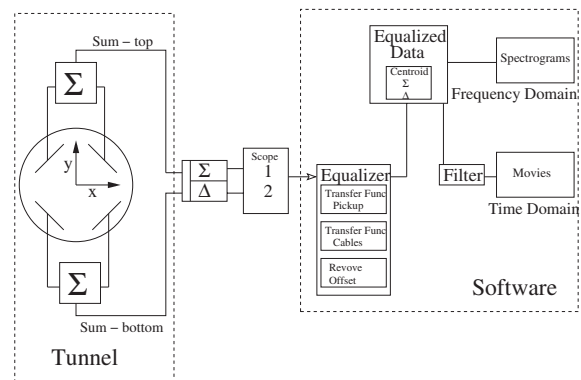 Sum − top
Σ
y
x
Σ
Sum − bottom
Tunnel
Σ
Δ
Scope
1
2
Equalizer
Transfer Func
Pickup
Transfer Func
Cables
Revove
Offset
Equalized
Data
Centroid
Σ
Δ
Spectrograms
Frequency Domain
Filter
Movies
Time Domain
Software